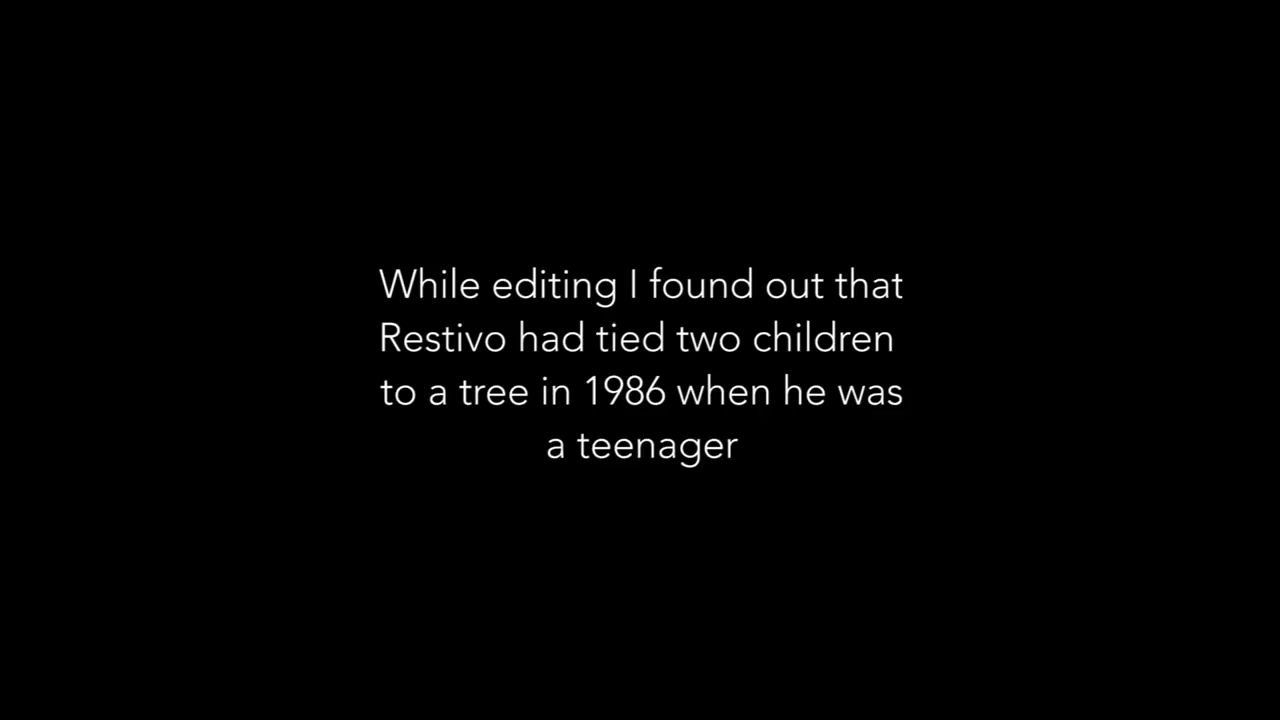 While editing I found out that
Restivo had tied two children
to a tree in 1986 when he was
a teenager